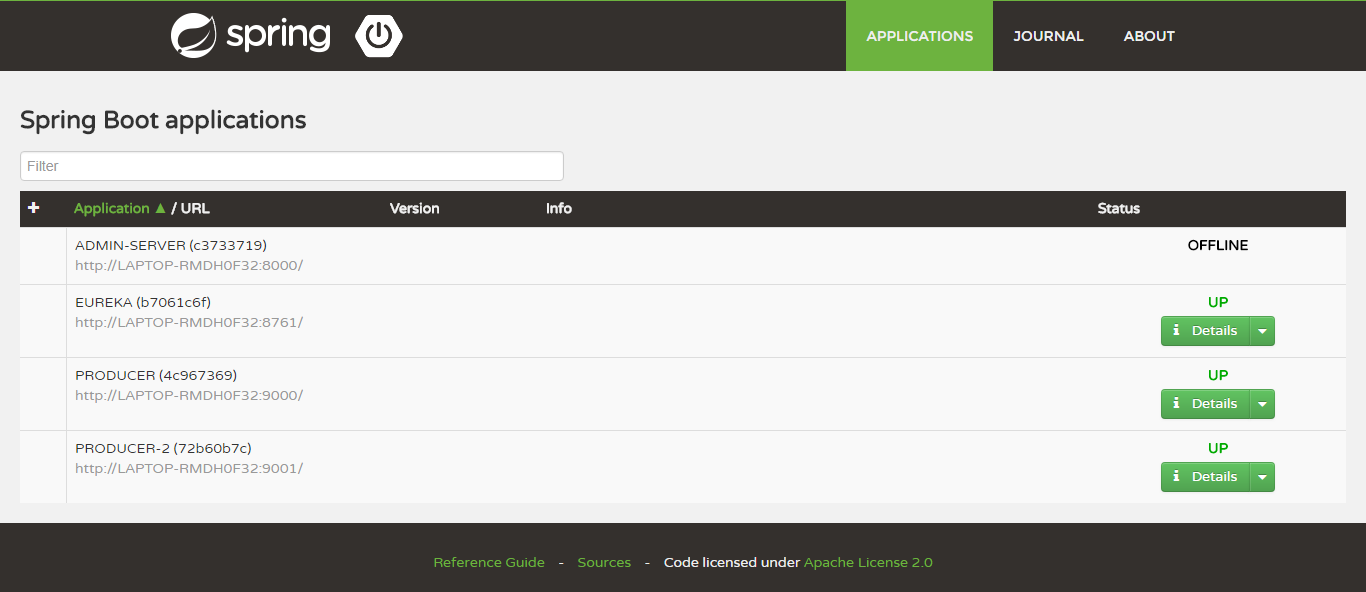 spring
APPLICATIONS JOURNAL ABOUT
Spring Boot applications
Filter
+ Application ▲ / URL Version Info Status
ADMIN-SERVER (c3733719) OFFLINE
http://LAPTOP-RMDH0F32:8000/
EUREKA (b7061c6f) UP
http://LAPTOP-RMDH0F32:8761/
i Details
PRODUCER (4c967369) UP
http://LAPTOP-RMDH0F32:9000/
i Details
PRODUCER-2 (72b60b7c) UP
http://LAPTOP-RMDH0F32:9001/
i Details
Reference Guide - Sources - Code licensed under Apache License 2.0